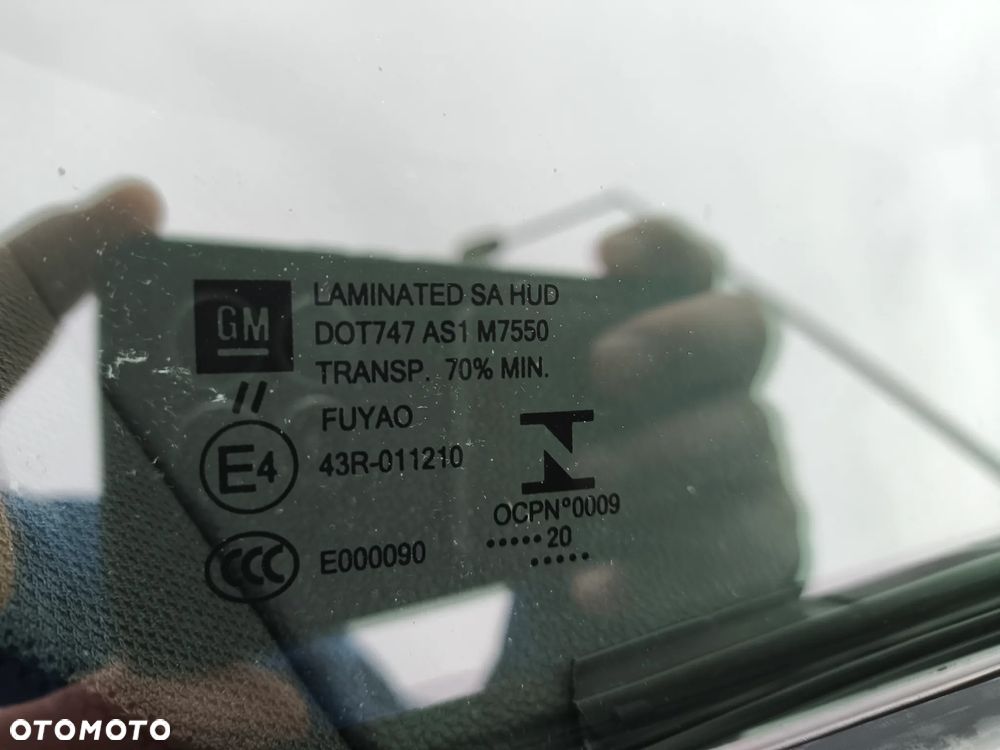 GM
LAMINATED SA HUD
DOT747 AS1 M7550
TRANSP. 70% MIN.
//
FUYAO
E4
43R-011210
OCPN°0009
CCC
E000090
•••••20
•••••
OTOMOTO